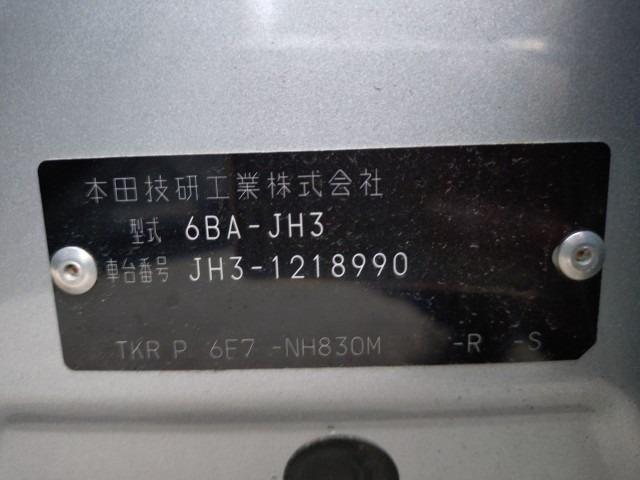 本田技研工業株式会社
型式 6BA-JH3
車台番号 JH3-1218990
TKR P 6E7 -NH830M -R -S